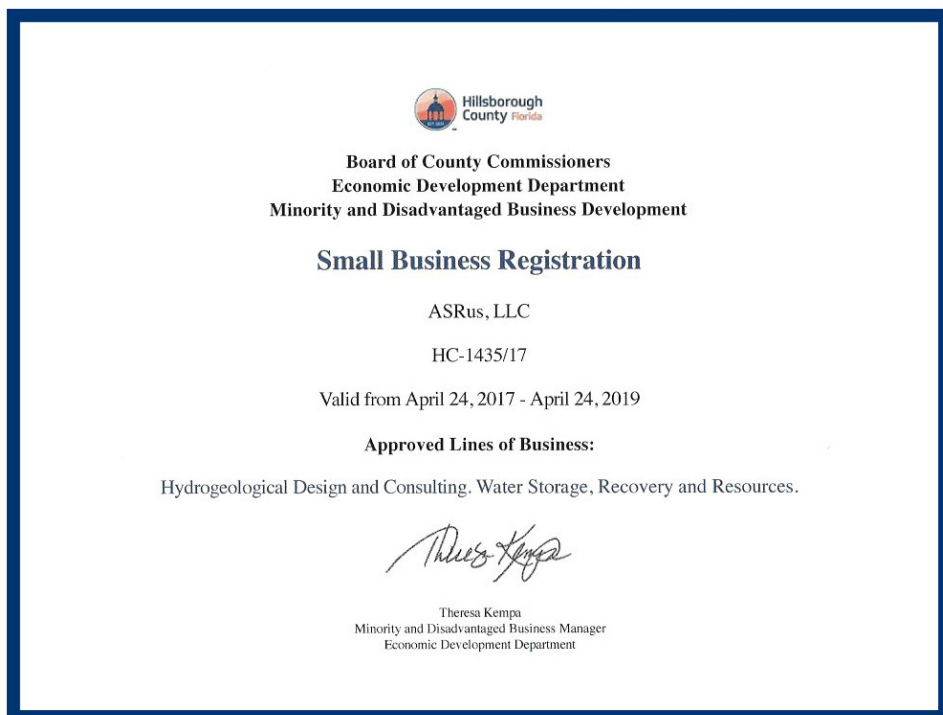 Hillsborough
County Florida
Board of County Commissioners
Economic Development Department
Minority and Disadvantaged Business Development
Small Business Registration
ASRus, LLC
HC-1435/17
Valid from April 24, 2017 - April 24, 2019
Approved Lines of Business:
Hydrogeological Design and Consulting. Water Storage, Recovery and Resources.
Theresa Kempa
Theresa Kempa
Minority and Disadvantaged Business Manager
Economic Development Department